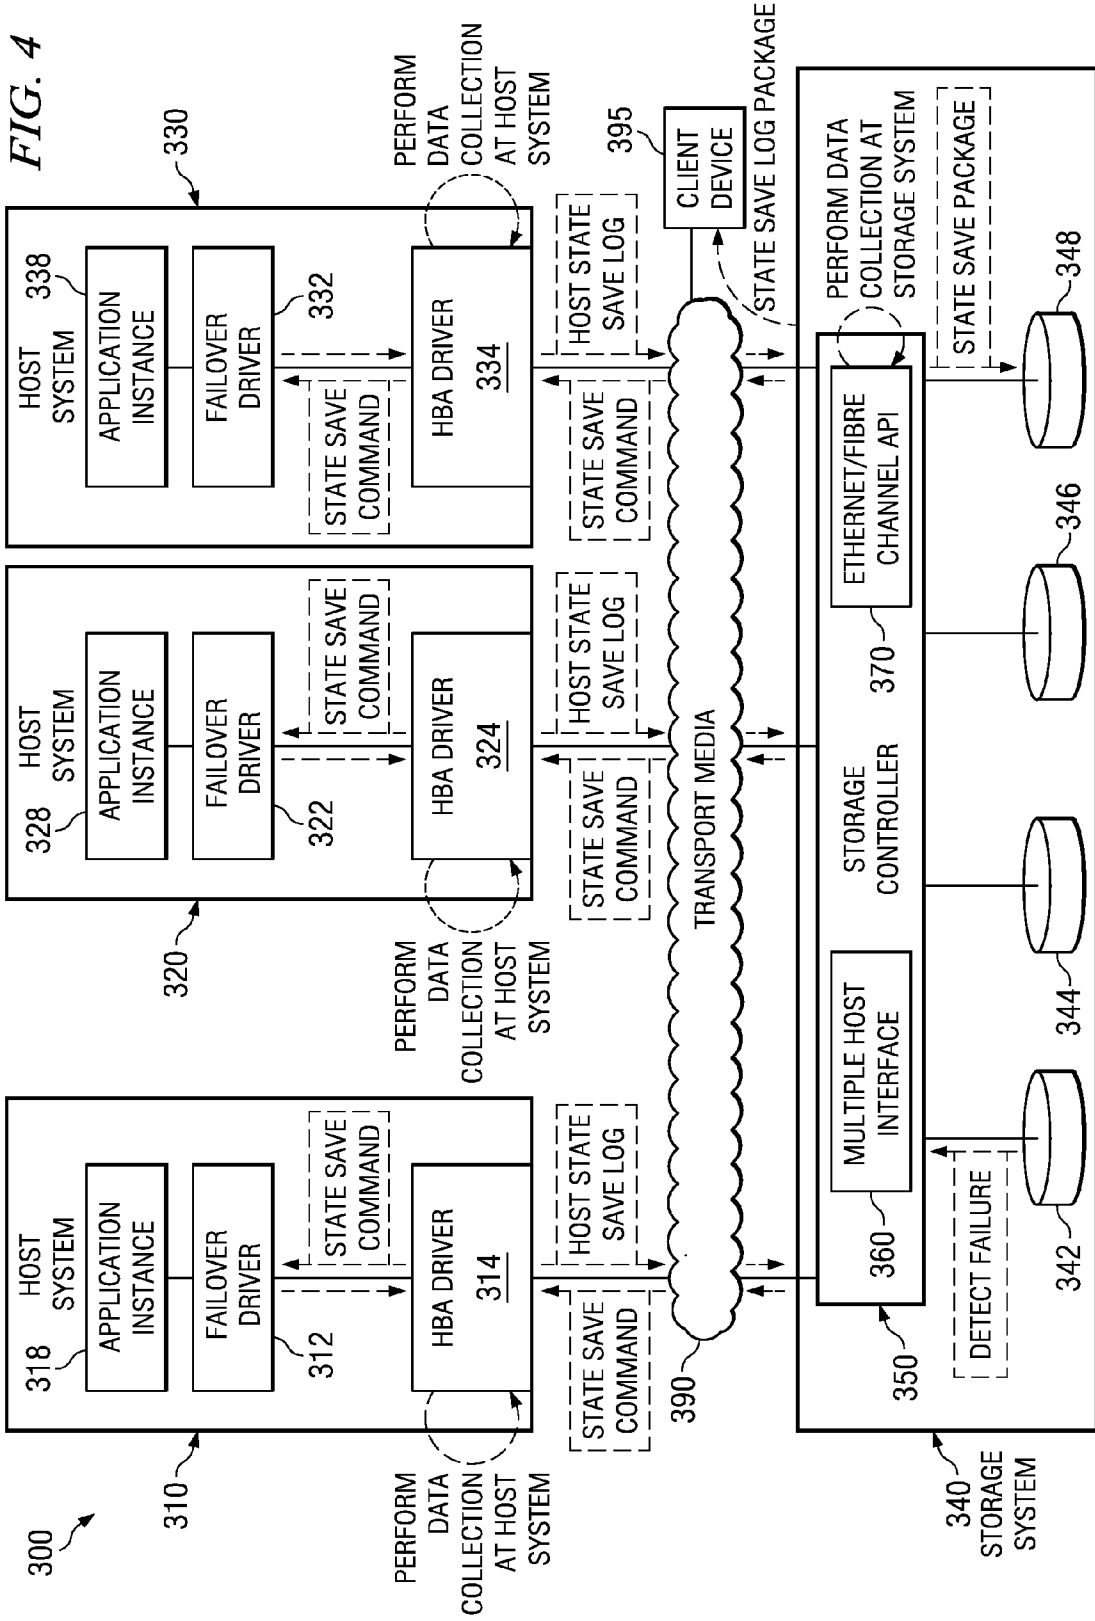 FIG. 4
300
310
HOST
SYSTEM
318
APPLICATION
INSTANCE
FAILOVER
DRIVER
312
STATE SAVE
COMMAND
HBA DRIVER
314
PERFORM
DATA
COLLECTION
AT HOST
SYSTEM
STATE SAVE
COMMAND
HOST STATE
SAVE LOG
320
HOST
SYSTEM
328
APPLICATION
INSTANCE
FAILOVER
DRIVER
322
STATE SAVE
COMMAND
HBA DRIVER
324
PERFORM
DATA
COLLECTION
AT HOST
SYSTEM
STATE SAVE
COMMAND
HOST STATE
SAVE LOG
330
HOST
SYSTEM
338
APPLICATION
INSTANCE
FAILOVER
DRIVER
332
STATE SAVE
COMMAND
HBA DRIVER
334
PERFORM
DATA
COLLECTION
AT HOST
SYSTEM
STATE SAVE
COMMAND
HOST STATE
SAVE LOG
390
TRANSPORT MEDIA
CLIENT
DEVICE
395
STATE SAVE LOG PACKAGE
340
STORAGE
SYSTEM
350
MULTIPLE HOST
INTERFACE
360
STORAGE
CONTROLLER
ETHERNET/FIBRE
CHANNEL API
370
PERFORM DATA
COLLECTION AT
STORAGE SYSTEM
DETECT FAILURE
STATE SAVE PACKAGE
342
344
346
348